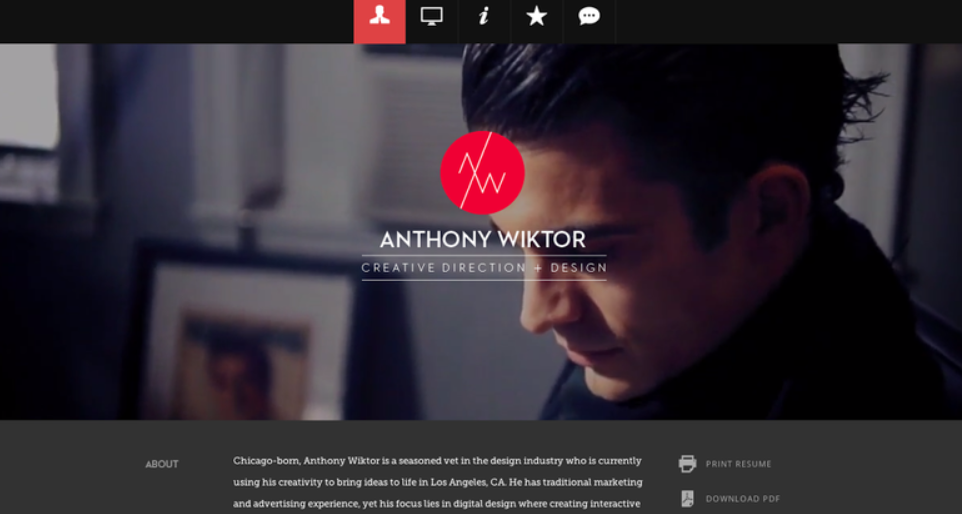 AW
ANTHONY WIKTOR
CREATIVE DIRECTION + DESIGN
ABOUT
Chicago-born, Anthony Wiktor is a seasoned vet in the design industry who is currently
using his creativity to bring ideas to life in Los Angeles, CA. He has traditional marketing
and advertising experience, yet his focus lies in digital design where creating interactive
PRINT RESUME
DOWNLOAD PDF